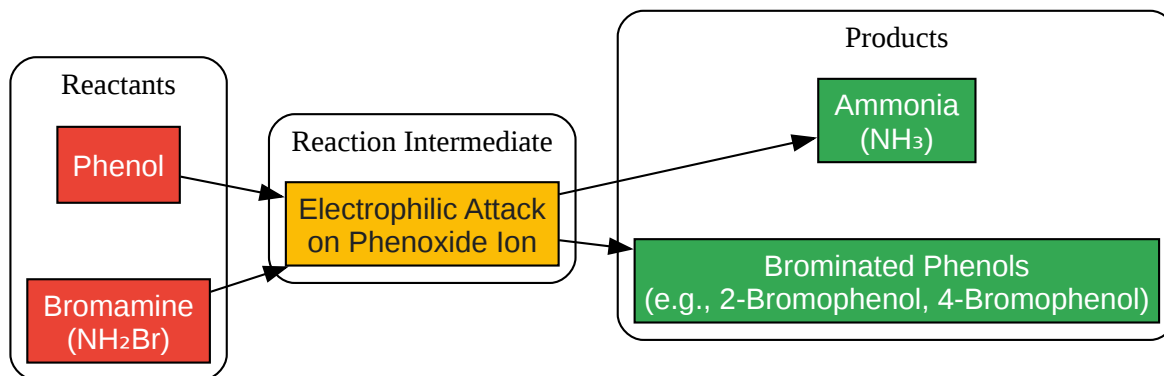 Reactants
Phenol
Bromamine
(NH₂Br)
Reaction Intermediate
Electrophilic Attack
on Phenoxide Ion
Products
Ammonia
(NH₃)
Brominated Phenols
(e.g., 2-Bromophenol, 4-Bromophenol)